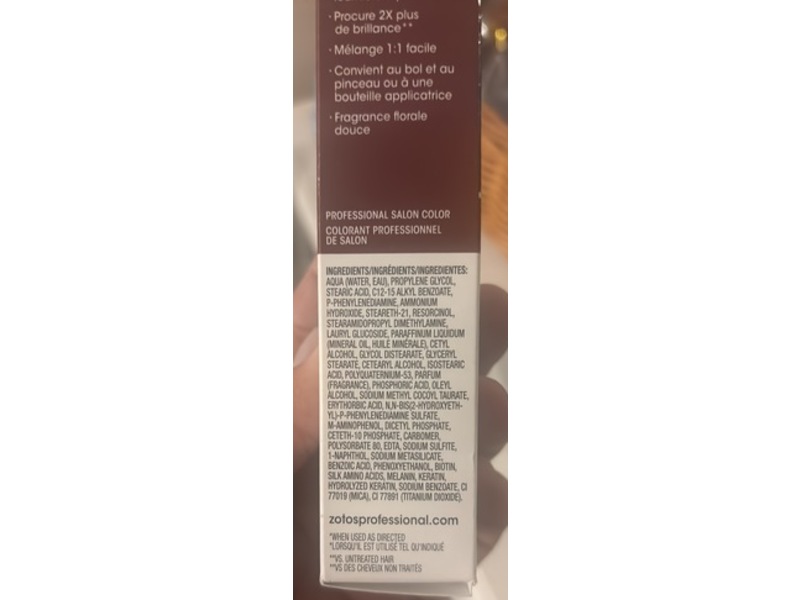 · Procure 2X plus
de brillance**
· Mélange 1:1 facile
· Convient au bol et au
pinceau ou à une
bouteille applicatrice
· Fragrance florale
douce
PROFESSIONAL SALON COLOR
COLORANT PROFESSIONNEL
DE SALON
INGREDIENTS/INGRÉDIENTS/INGREDIENTES:
AQUA (WATER, EAU), PROPYLENE GLYCOL,
STEARIC ACID, C12-15 ALKYL BENZOATE,
P-PHENYLENEDIAMINE, AMMONIUM
HYDROXIDE, STEARETH-21, RESORCINOL,
STEARAMIDOPROPYL DIMETHYLAMINE,
LAURYL GLUCOSIDE, PARAFFINUM LIQUIDUM
(MINERAL OIL, HUILE MINÉRALE), CETYL
ALCOHOL, GLYCOL DISTEARATE, GLYCERYL
STEARATE, CETEARYL ALCOHOL, ISOSTEARIC
ACID, POLYQUATERNIUM-53, PARFUM
(FRAGRANCE), PHOSPHORIC ACID, OLEYL
ALCOHOL, SODIUM METHYL COCOYL TAURATE,
ERYTHORBIC ACID, N,N-BIS(2-HYDROXYETH-
YL)-P-PHENYLENEDIAMINE SULFATE,
M-AMINOPHENOL, DICETYL PHOSPHATE,
CETETH-10 PHOSPHATE, CARBOMER,
POLYSORBATE 80, EDTA, SODIUM SULFITE,
1-NAPHTHOL, SODIUM METASILICATE,
BENZOIC ACID, PHENOXYETHANOL, BIOTIN,
SILK AMINO ACIDS, MELANIN, KERATIN,
HYDROLYZED KERATIN, SODIUM BENZOATE, CI
77019 (MICA), CI 77891 (TITANIUM DIOXIDE).
zotosprofessional.com
*WHEN USED AS DIRECTED
*LORSQU'IL EST UTILISÉ TEL QU'INDIQUÉ
**VS. UNTREATED HAIR
**VS DES CHEVEUX NON TRAITÉS